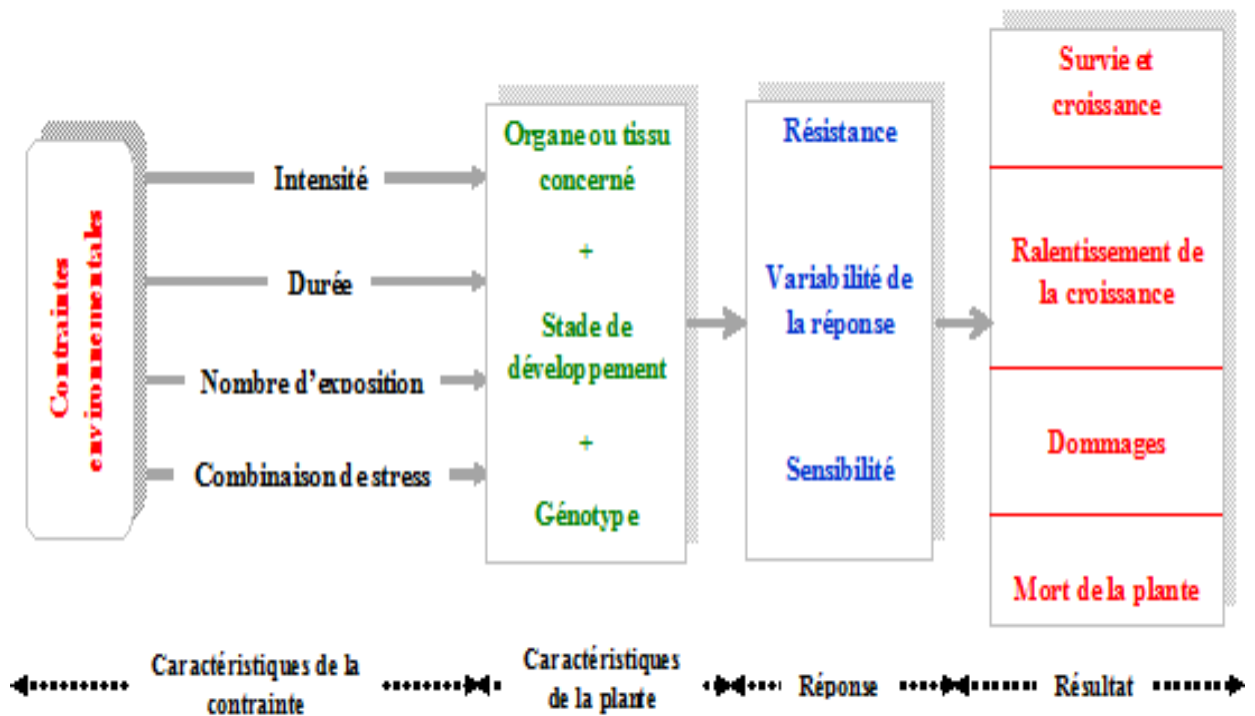 Contraintes
environnementales
Intensité
Durée
Nombre d'exposition
Combinaison de stress
Organe ou tissu
concerné
+
Stade de
développement
+
Génotype
Résistance
Variabilité de
la réponse
Sensibilité
Survie et
croissance
Ralentissement de
la croissance
Dommages
Mort de la plante
Caractéristiques de la
contrainte
Caractéristiques
de la plante
Réponse
Résultat